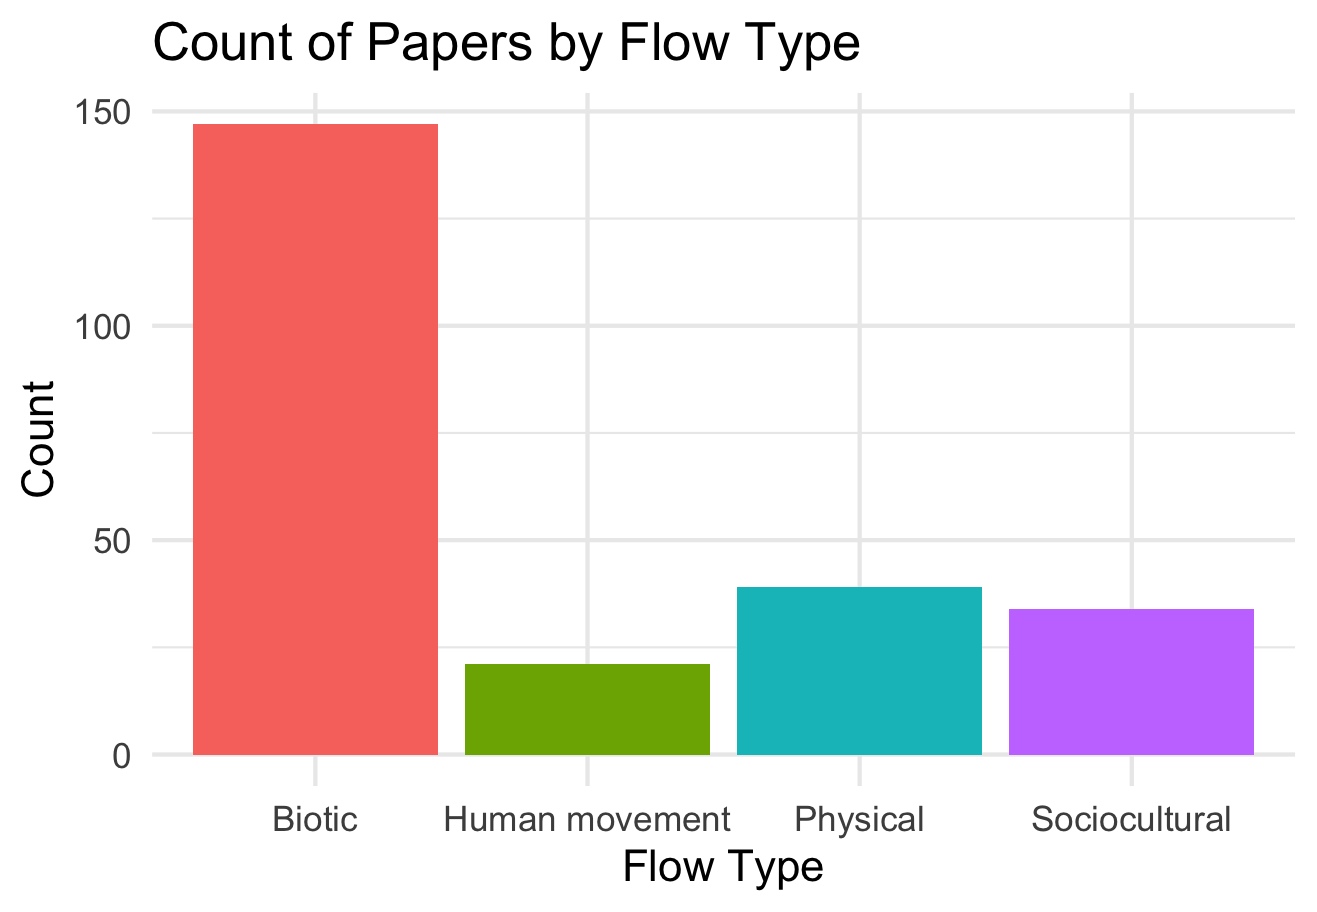 Count of Papers by Flow Type
150
100
50
0
Count
Biotic Human movement Physical Sociocultural
Flow Type